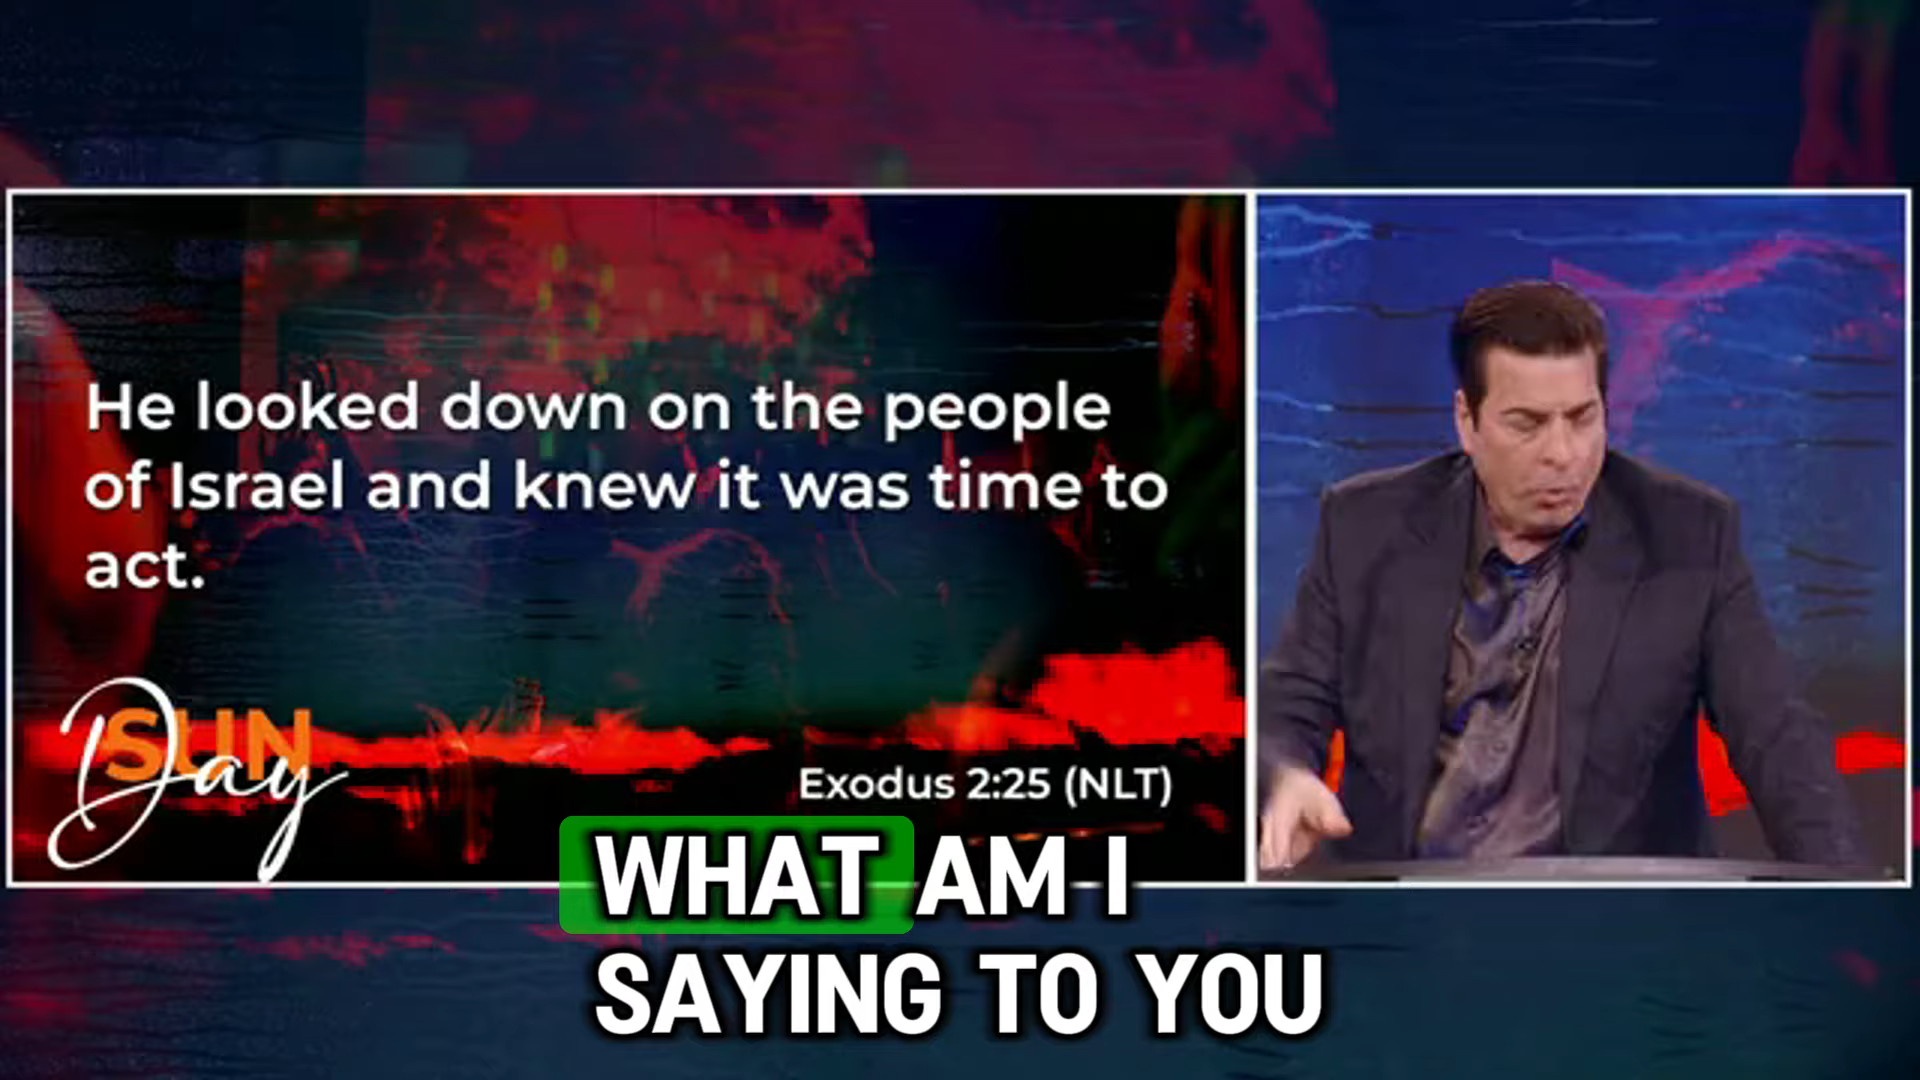 He looked down on the people
of Israel and knew it was time to
act.
SUN
Day
Exodus 2:25 (NLT)
WHAT AM I
SAYING TO YOU